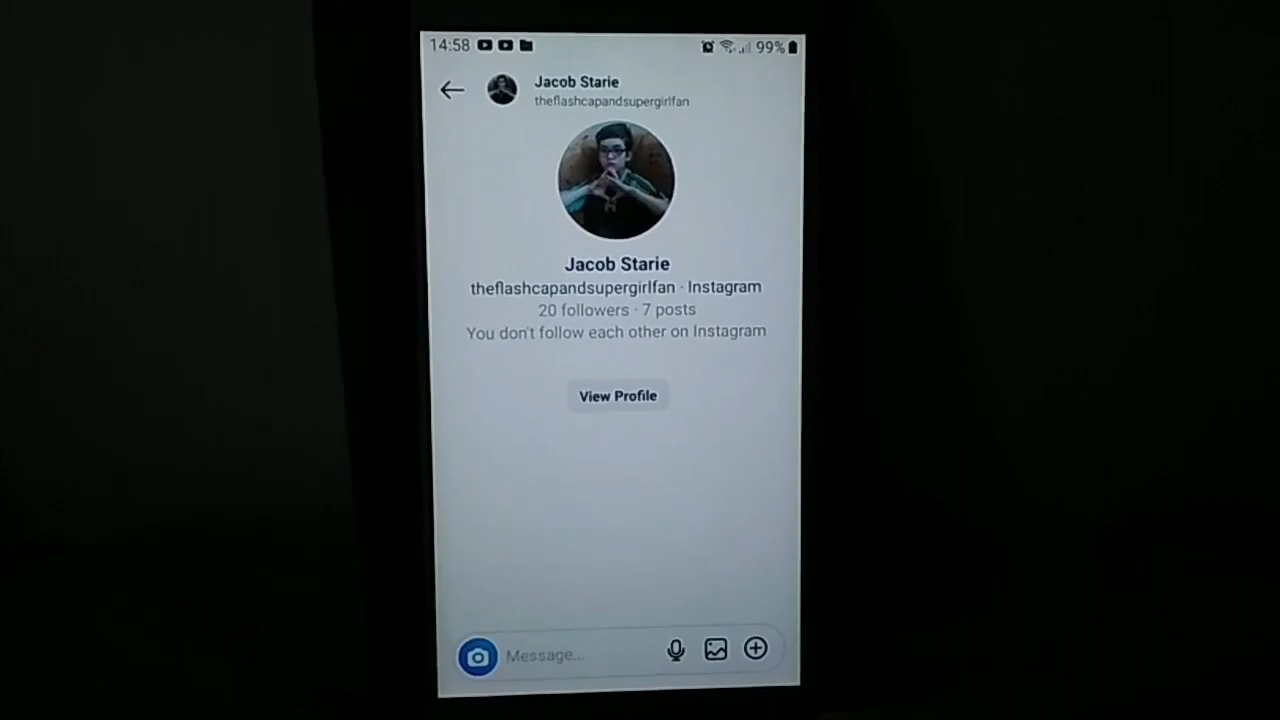 14:58 99%
Jacob Starie
theflashcapandsupergirlfan
Jacob Starie
theflashcapandsupergirlfan · Instagram
20 followers · 7 posts
You don't follow each other on Instagram
View Profile
Message...